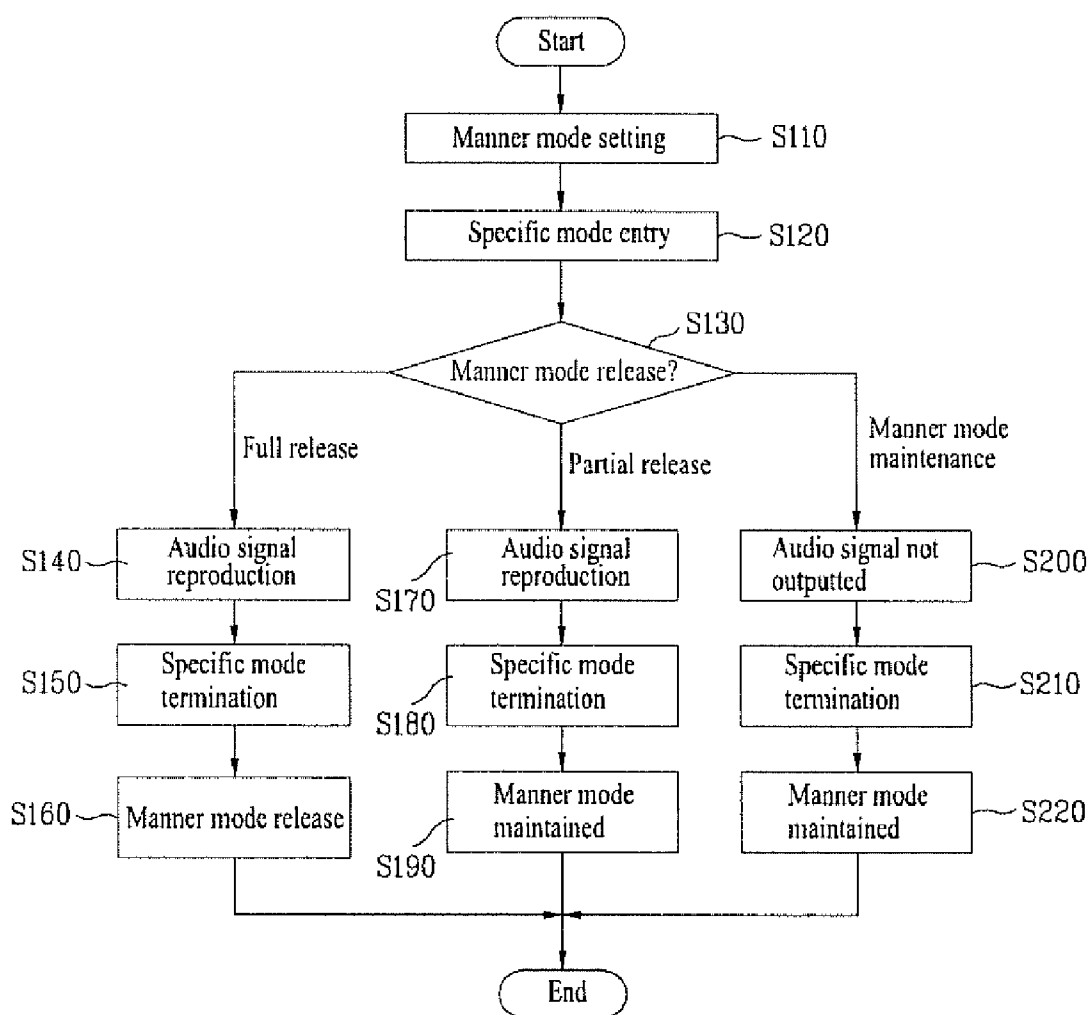 Start
Manner mode setting
S110
Specific mode entry
S120
S130
Manner mode release?
Full release
Partial release
Manner mode
maintenance
S140
Audio signal
reproduction
S170
Audio signal
reproduction
Audio signal not
outputted
S200
S150
Specific mode
termination
S180
Specific mode
termination
Specific mode
termination
S210
S160
Manner mode release
S190
Manner mode
maintained
Manner mode
maintained
S220
End